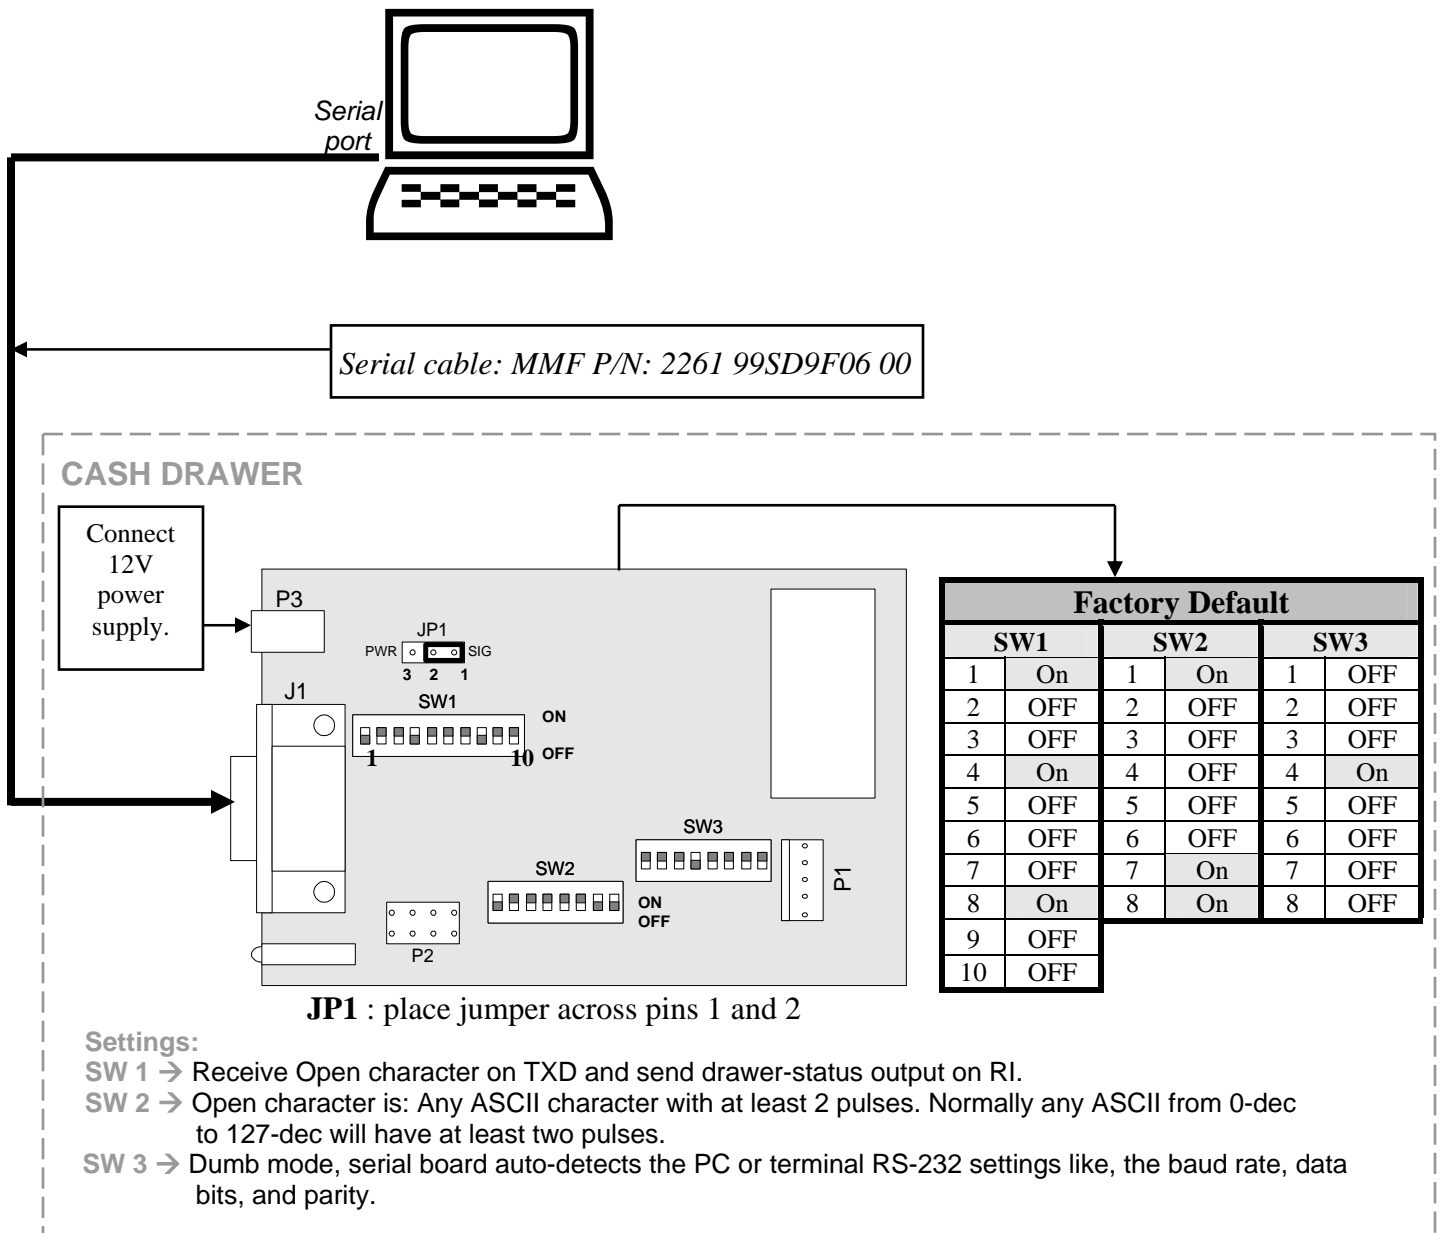 Serial
port
Serial cable: MMF P/N: 2261 99SD9F06 00
CASH DRAWER
Connect
12V
power
supply.
P3
JP1
PWR SIG
3 2 1
J1
SW1
ON
1 10 OFF
SW3
SW2
ON
OFF
P1
P2
Factory Default
SW1 SW2 SW3
1 On 1 On 1 OFF
2 OFF 2 OFF 2 OFF
3 OFF 3 OFF 3 OFF
4 On 4 OFF 4 On
5 OFF 5 OFF 5 OFF
6 OFF 6 OFF 6 OFF
7 OFF 7 On 7 OFF
8 On 8 On 8 OFF
9 OFF
10 OFF
JP1 : place jumper across pins 1 and 2
Settings:
SW 1 → Receive Open character on TXD and send drawer-status output on RI.
SW 2 → Open character is: Any ASCII character with at least 2 pulses. Normally any ASCII from 0-dec
to 127-dec will have at least two pulses.
SW 3 → Dumb mode, serial board auto-detects the PC or terminal RS-232 settings like, the baud rate, data
bits, and parity.